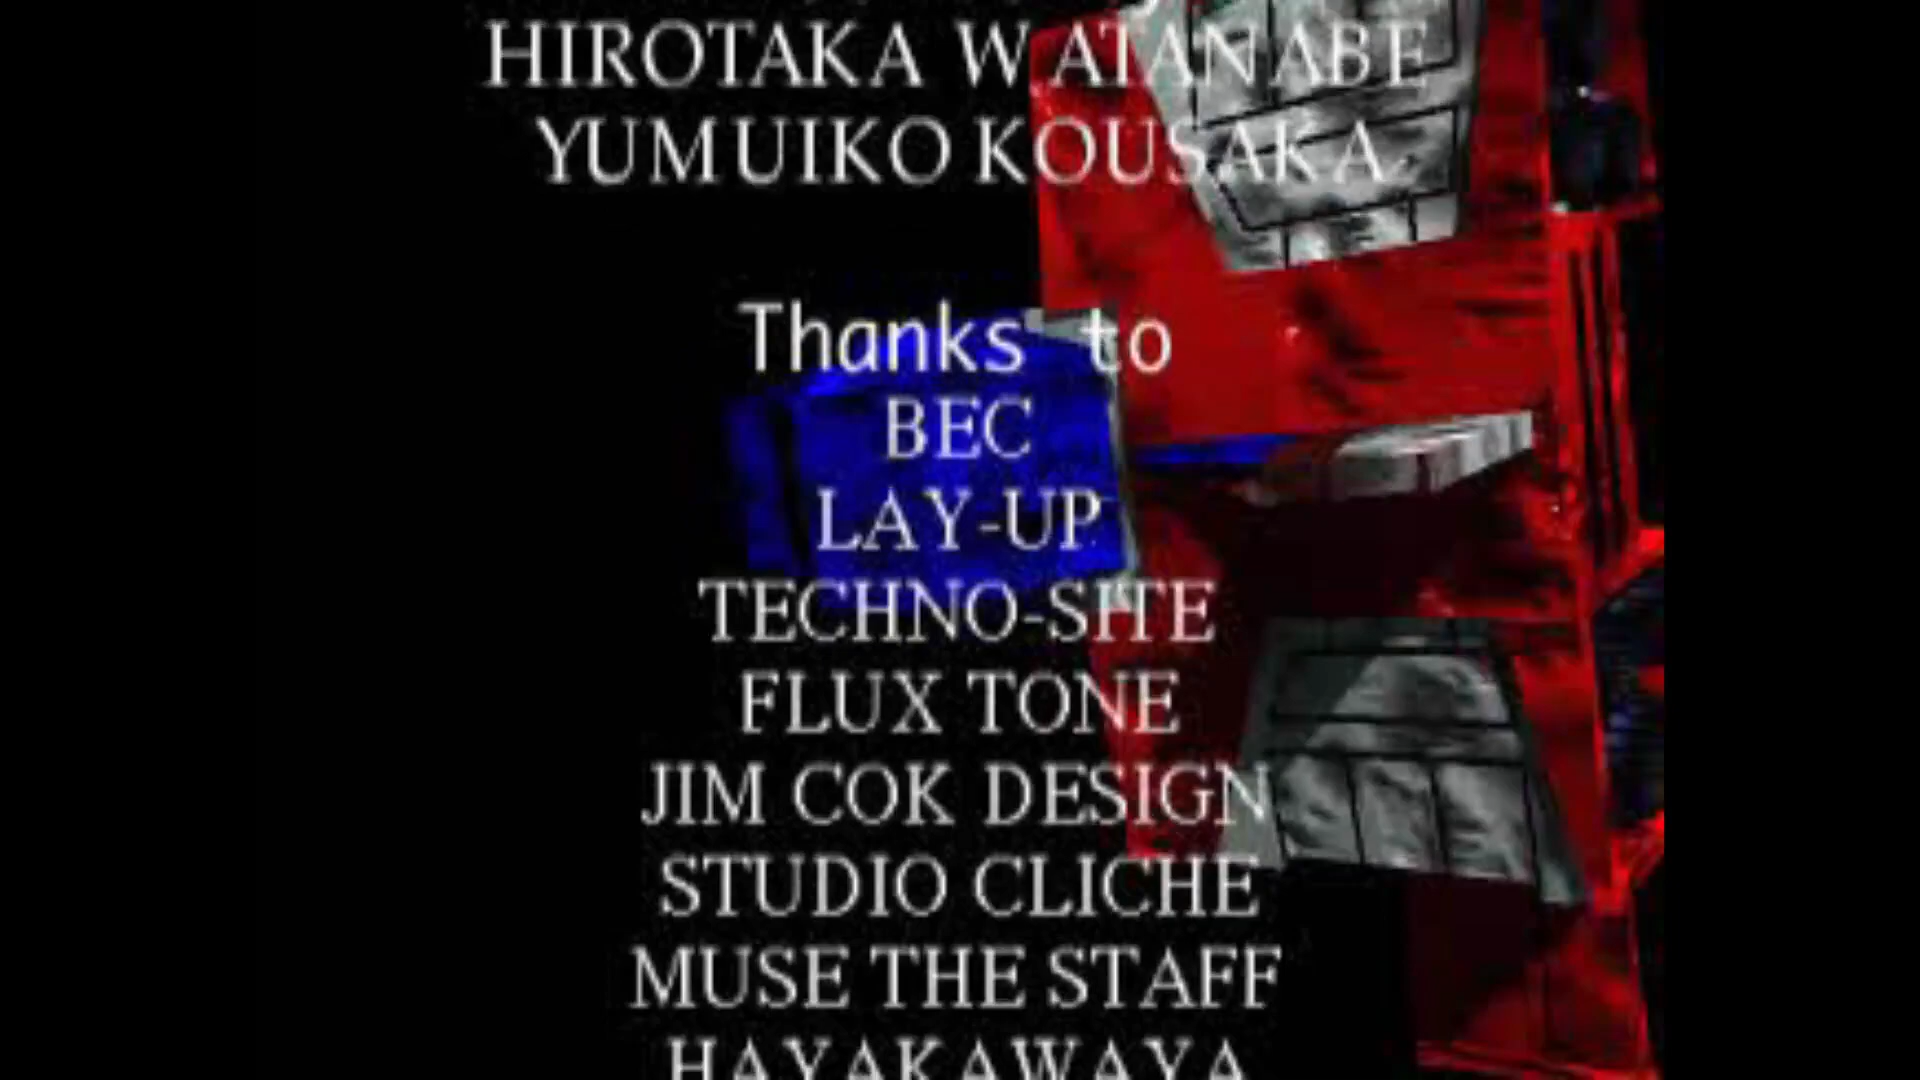 HIROTAKA WATANABE
YUMUIKO KOUSAKA
Thanks to
BEC
LAY-UP
TECHNO-SITE
FLUX TONE
JIM COK DESIGN
STUDIO CLICHE
MUSE THE STAFF
HAYAKAWAYA